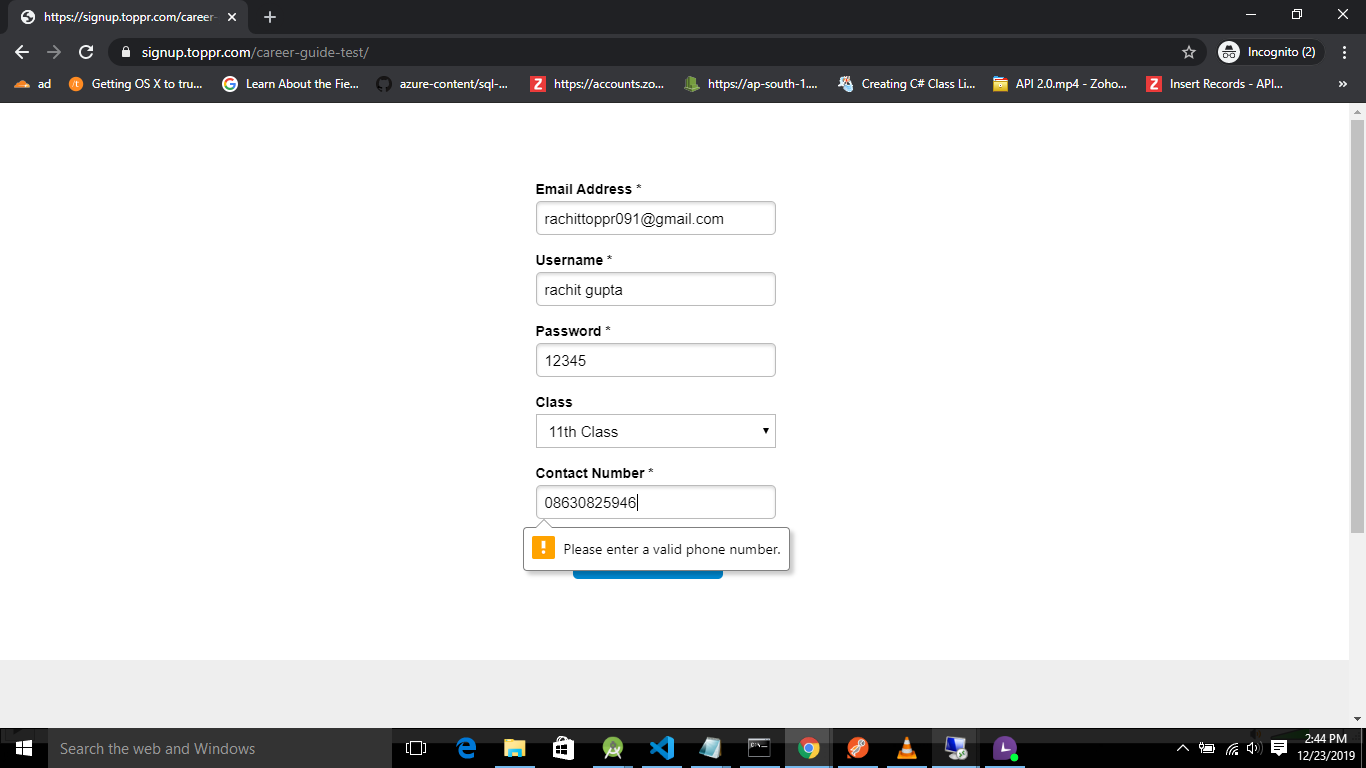 https://signup.toppr.com/career-
signup.toppr.com/career-guide-test/
Incognito (2)
ad
Getting OS X to tru...
Learn About the Fie...
azure-content/sql-...
https://accounts.zo...
https://ap-south-1....
Creating C# Class Li...
API 2.0.mp4 - Zoho...
Insert Records - API...
»
Email Address *
rachittoppr091@gmail.com
Username *
rachit gupta
Password *
12345
Class
11th Class
Contact Number *
08630825946
Please enter a valid phone number.
Search the web and Windows
2:44 PM
12/23/2019